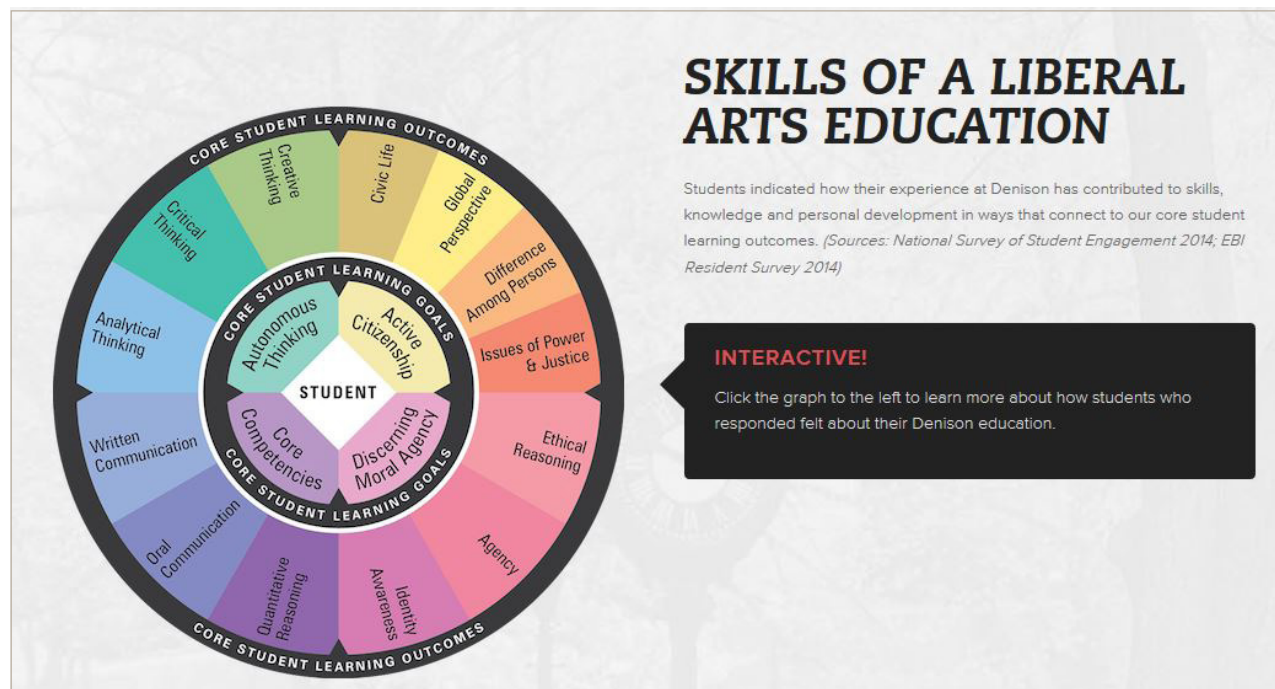 SKILLS OF A LIBERAL
ARTS EDUCATION
Students indicated how their experience at Denison has contributed to skills,
knowledge and personal development in ways that connect to our core student
learning outcomes. (Sources: National Survey of Student Engagement 2014; EBI
Resident Survey 2014)
INTERACTIVE!
Click the graph to the left to learn more about how students who
responded felt about their Denison education.
CORE STUDENT LEARNING OUTCOMES
Creative
Thinking
Civic Life
Global
Perspective
Difference
Among Persons
Issues of Power
& Justice
Ethical
Reasoning
Agency
Identity
Awareness
Quantitative
Reasoning
Oral
Communication
Written
Communication
Analytical
Thinking
Critical
Thinking
CORE STUDENT LEARNING OUTCOMES
CORE STUDENT LEARNING GOALS
Autonomous
Thinking
Active
Citizenship
STUDENT
Core
Competencies
Discerning
Moral Agency
CORE STUDENT LEARNING GOALS